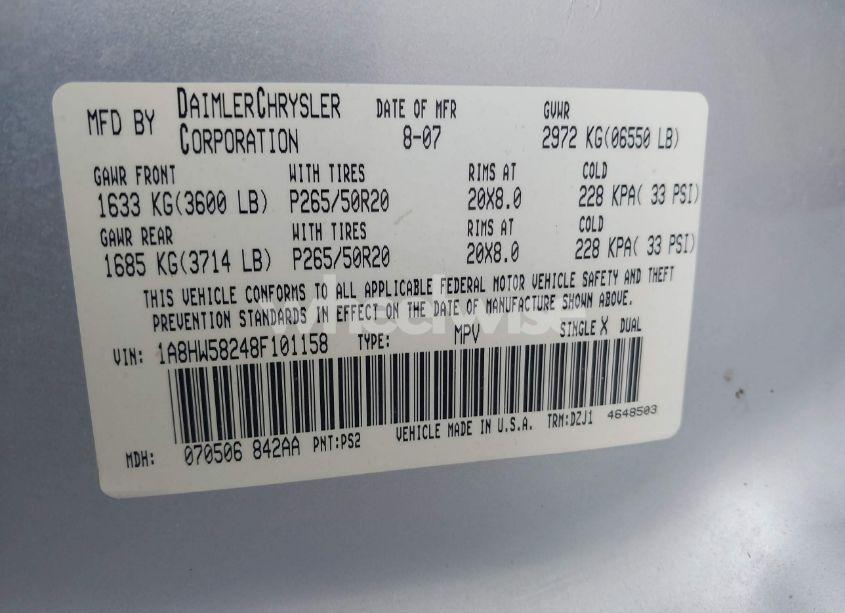 MFD BY DAIMLERCHRYSLER CORPORATION DATE OF MFR 8-07 GVWR 2972 KG(06550 LB)
GAWR FRONT WITH TIRES RIMS AT COLD
1633 KG(3600 LB) P265/50R20 20X8.0 228 KPA( 33 PSI)
GAWR REAR WITH TIRES RIMS AT COLD
1685 KG(3714 LB) P265/50R20 20X8.0 228 KPA( 33 PSI)
THIS VEHICLE CONFORMS TO ALL APPLICABLE FEDERAL MOTOR VEHICLE SAFETY AND THEFT
PREVENTION STANDARDS IN EFFECT ON THE DATE OF MANUFACTURE SHOWN ABOVE.
wheelwise
VIN: 1A8HW58248F101158 TYPE: MPV SINGLE X DUAL
MDH: 070506 842AA PNT:PS2 VEHICLE MADE IN U.S.A. TRM:DZJ1 4648503